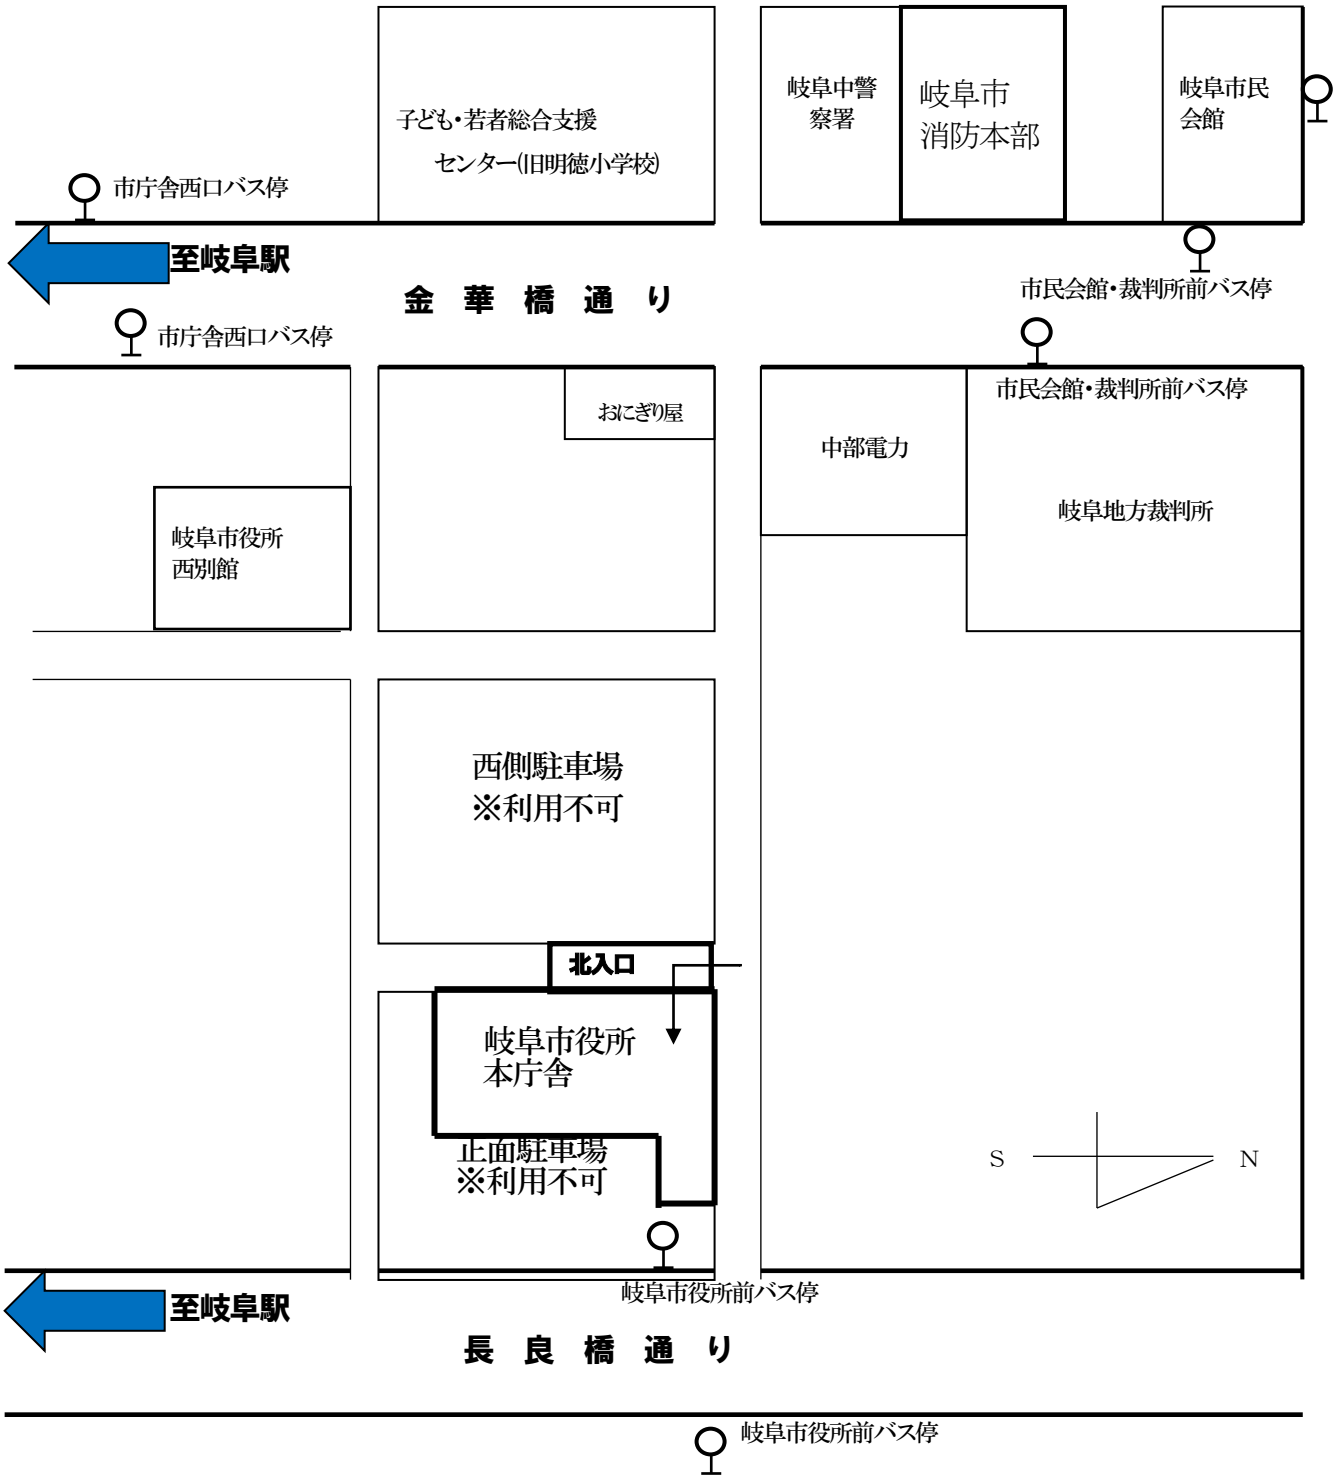 子ども・若者総合支援
センター(旧明徳小学校)
岐阜中警
察署
岐阜市
消防本部
岐阜市民
会館
市庁舎西口バス停
至岐阜駅
金華橋通り
市民会館・裁判所前バス停
市庁舎西口バス停
市民会館・裁判所前バス停
おにぎり屋
中部電力
岐阜地方裁判所
岐阜市役所
西別館
西側駐車場
※利用不可
北入口
岐阜市役所
本庁舎
正面駐車場
※利用不可
S
N
岐阜市役所前バス停
至岐阜駅
長良橋通り
岐阜市役所前バス停